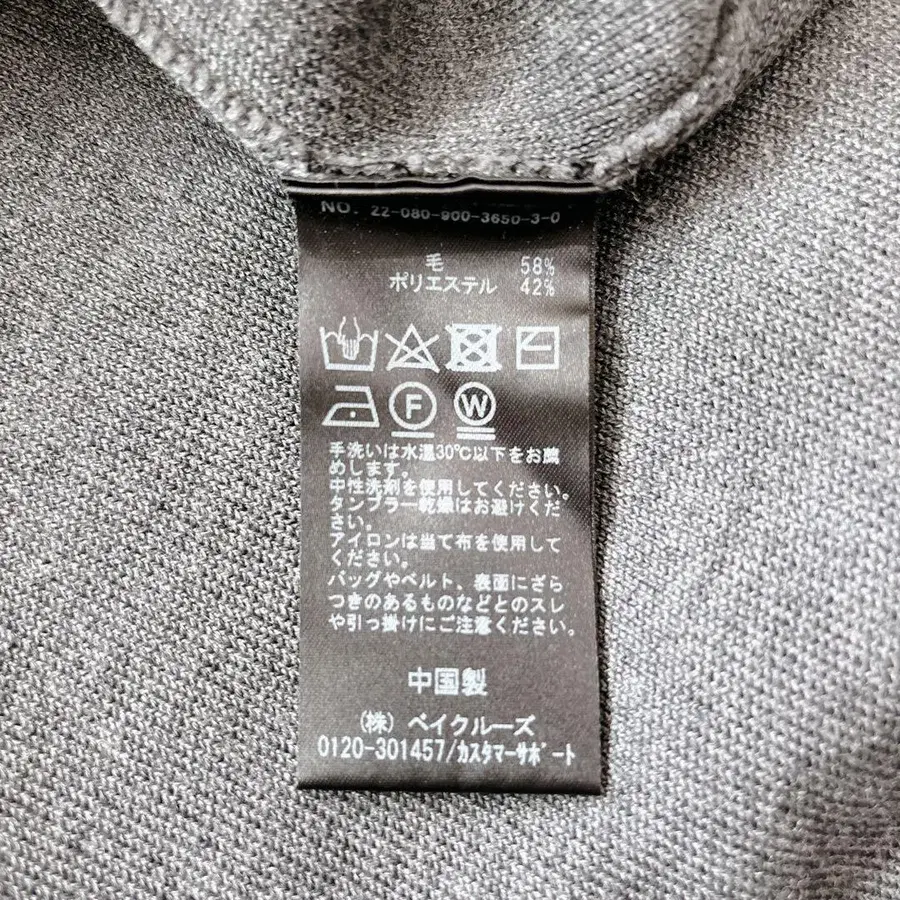 NO. 22-080-900-3650-3-0
毛 58%
ポリエステル 42%
F W
手洗いは水温30℃以下をお薦
めします。
中性洗剤を使用してください。
タンブラー乾燥はお避けくだ
さい。
アイロンは当て布を使用して
ください。
バッグやベルト、表面にざら
つきのあるものなどとのスレ
や引っ掛けにご注意ください。
中国製
(株) ベイクルーズ
0120-301457/カスタマーサポート